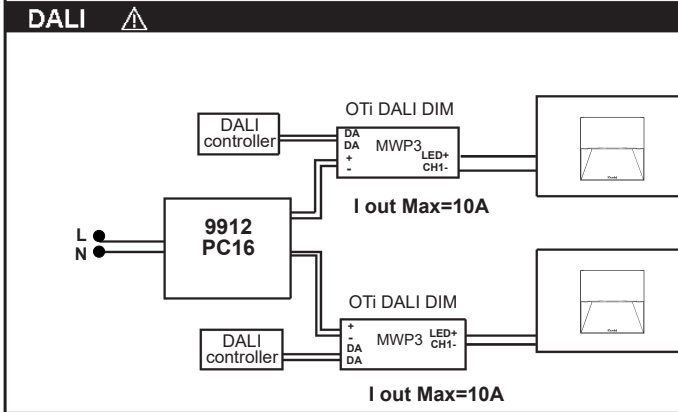 DALI
OTi DALI DIM
DALI
controller
DA
DA
+
-
MWP3
LED+
CH1-
I out Max=10A
L
N
9912
PC16
OTi DALI DIM
DALI
controller
+
-
DA
DA
MWP3
LED+
CH1-
I out Max=10A